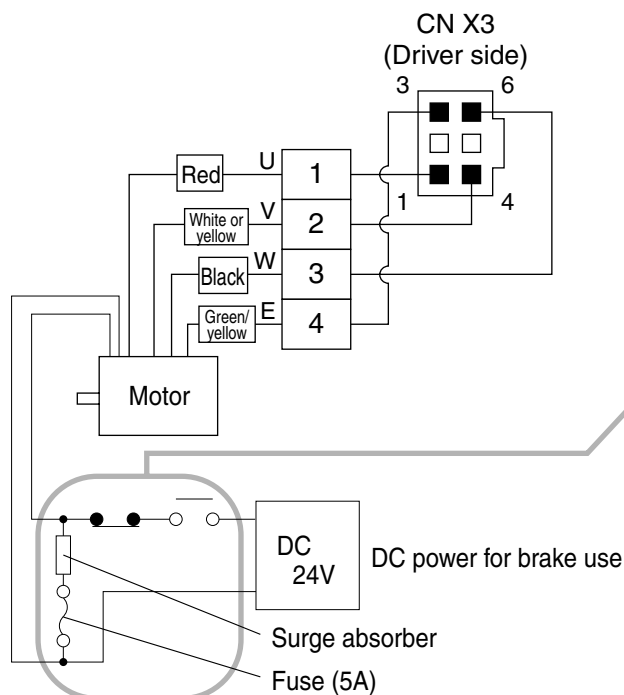 CN X3
(Driver side)
3
6
Red
U
1
1
4
White or
yellow
V
2
Black
W
3
Green/
yellow
E
4
Motor
DC
24V
DC power for brake use
Surge absorber
Fuse (5A)